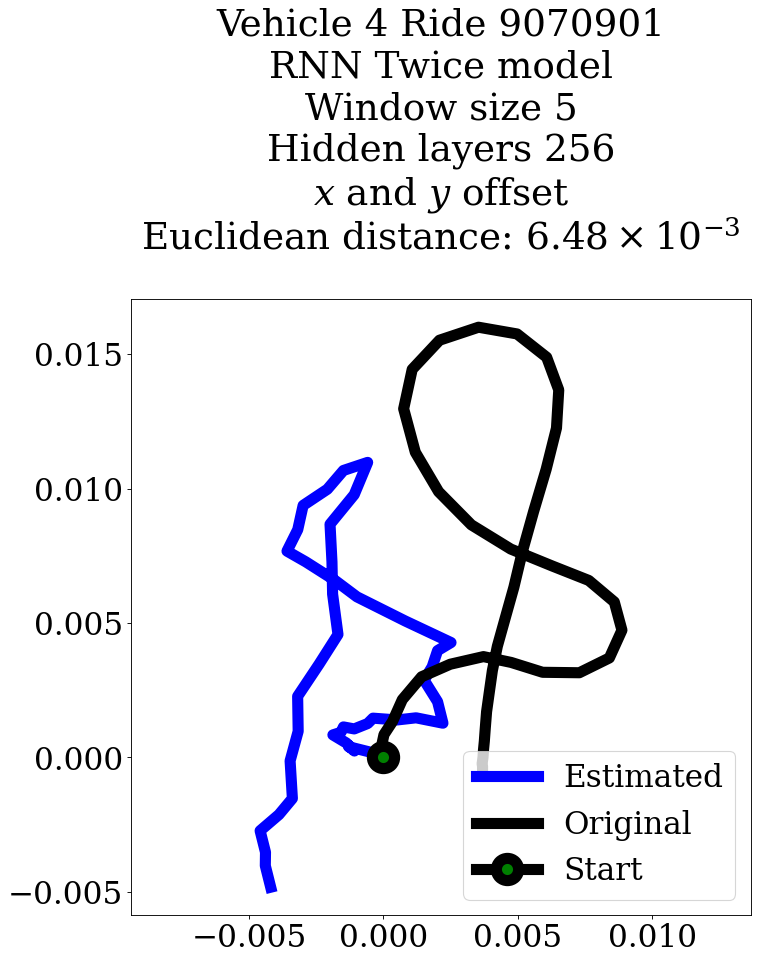 Vehicle 4 Ride 9070901
RNN Twice model
Window size 5
Hidden layers 256
x and y offset
Euclidean distance: 6.48 × 10⁻³
0.015
0.010
0.005
0.000
−0.005
Estimated
Original
Start
−0.005 0.000 0.005 0.010